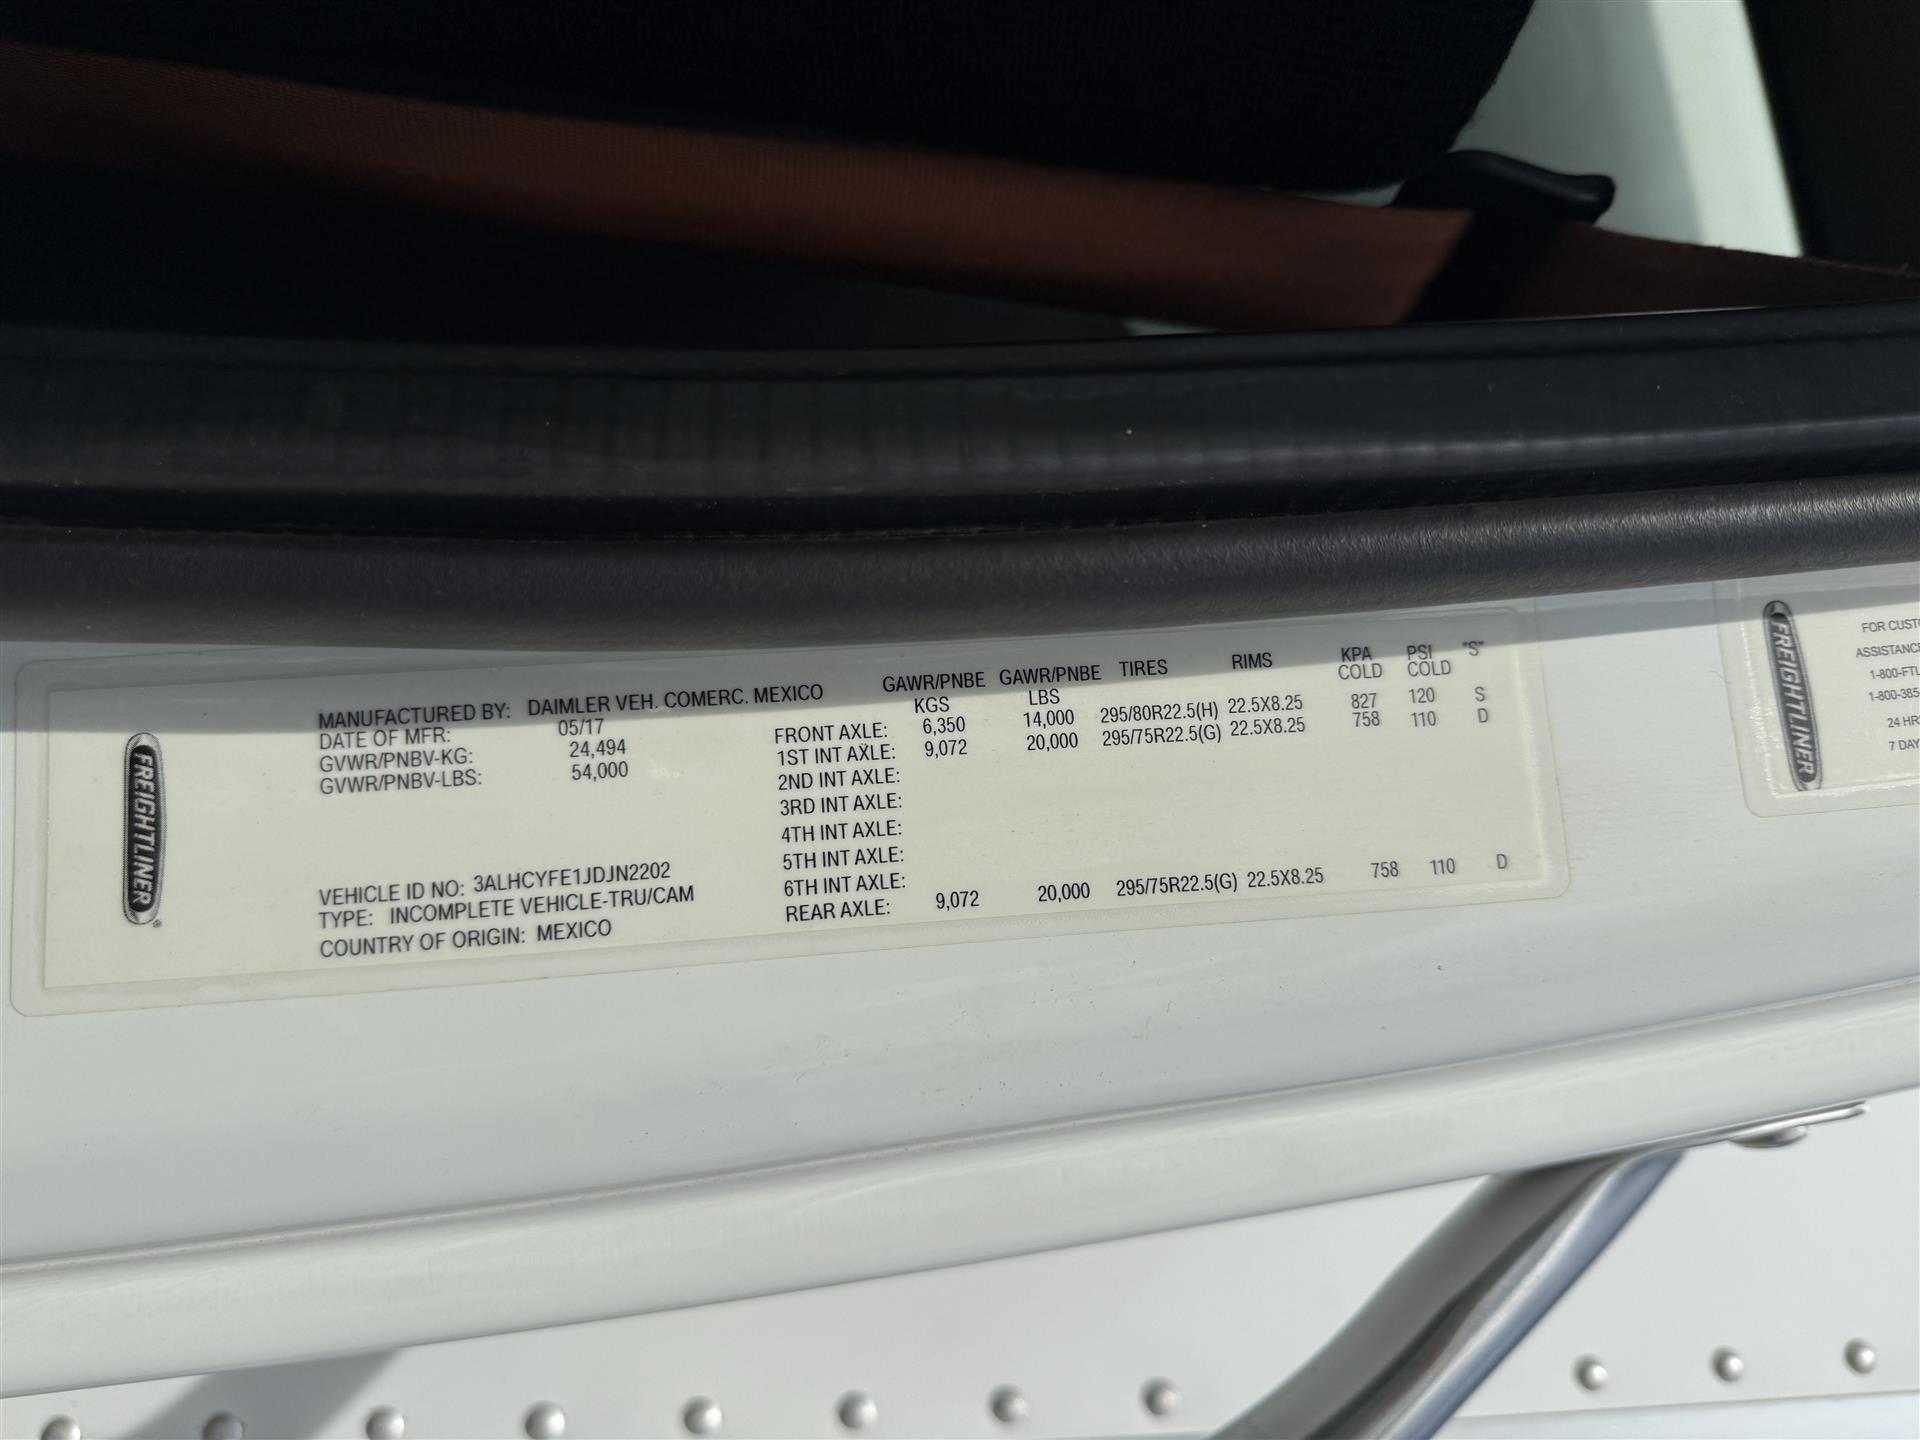 FREIGHTLINER ®
MANUFACTURED BY: DAIMLER VEH. COMERC. MEXICO
DATE OF MFR: 05/17
GVWR/PNBV-KG: 24,494
GVWR/PNBV-LBS: 54,000
VEHICLE ID NO: 3ALHCYFE1JDJN2202
TYPE: INCOMPLETE VEHICLE-TRU/CAM
COUNTRY OF ORIGIN: MEXICO
GAWR/PNBE GAWR/PNBE TIRES RIMS KPA PSI "S"
KGS LBS COLD COLD
FRONT AXLE: 6,350 14,000 295/80R22.5(H) 22.5X8.25 827 120 S
1ST INT AXLE: 9,072 20,000 295/75R22.5(G) 22.5X8.25 758 110 D
2ND INT AXLE:
3RD INT AXLE:
4TH INT AXLE:
5TH INT AXLE:
6TH INT AXLE:
REAR AXLE: 9,072 20,000 295/75R22.5(G) 22.5X8.25 758 110 D
FREIGHTLINER
FOR CUST
ASSISTANCE
1-800-FTL
1-800-385
24 HR
7 DAY